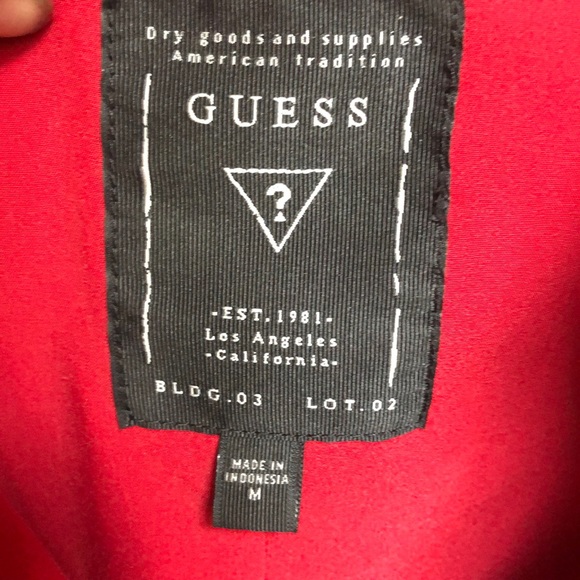 Dry goods and supplies
American tradition
GUESS
?
-EST. 1981-
Los Angeles
-California-
BLDG.03 LOT.02
MADE IN
INDONESIA
M